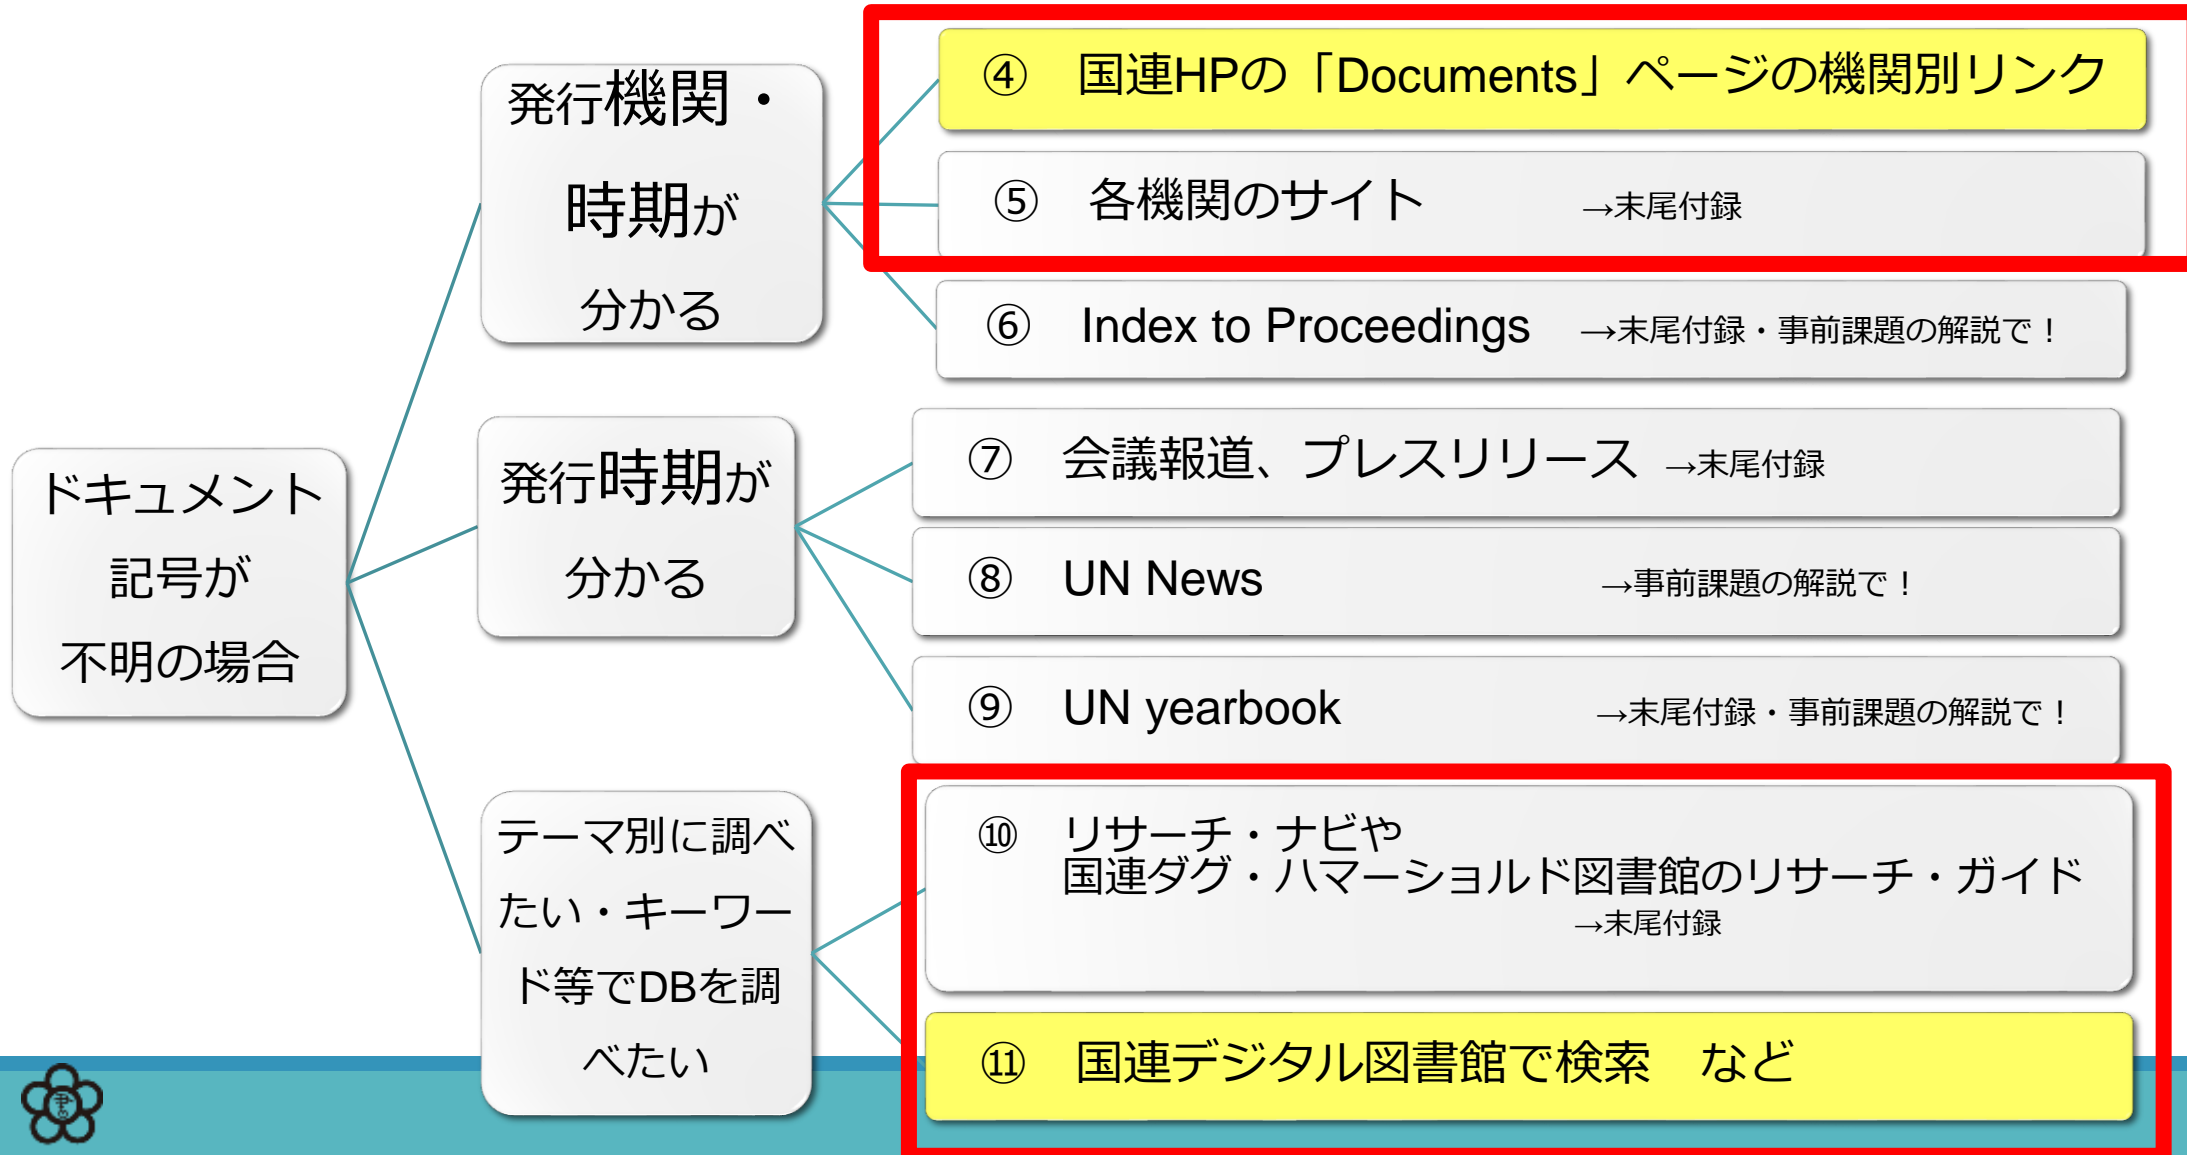 ドキュメント
記号が
不明の場合
発行機関・
時期が
分かる
④ 国連HPの「Documents」ページの機関別リンク
⑤ 各機関のサイト →末尾付録
⑥ Index to Proceedings →末尾付録・事前課題の解説で！
発行時期が
分かる
⑦ 会議報道、プレスリリース →末尾付録
⑧ UN News →事前課題の解説で！
⑨ UN yearbook →末尾付録・事前課題の解説で！
テーマ別に調べ
たい・キーワー
ド等でDBを調
べたい
⑩ リサーチ・ナビや
国連ダグ・ハマーショルド図書館のリサーチ・ガイド
→末尾付録
⑪ 国連デジタル図書館で検索　など